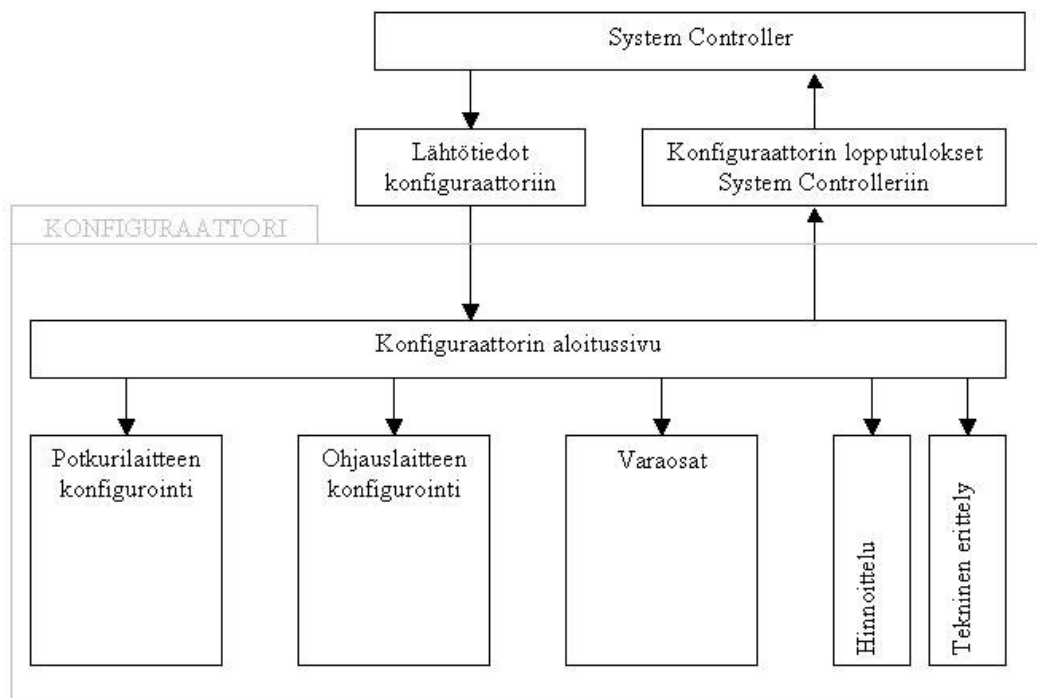 System Controller
Lähtötiedot
konfiguraattoriin
Konfiguraattorin lopputulokset
System Controlleriin
KONFIGURAATTORI
Konfiguraattorin aloitussivu
Potkurilaitteen
konfigurointi
Ohjauslaitteen
konfigurointi
Varaosat
Hinnoittelu
Tekninen erittely